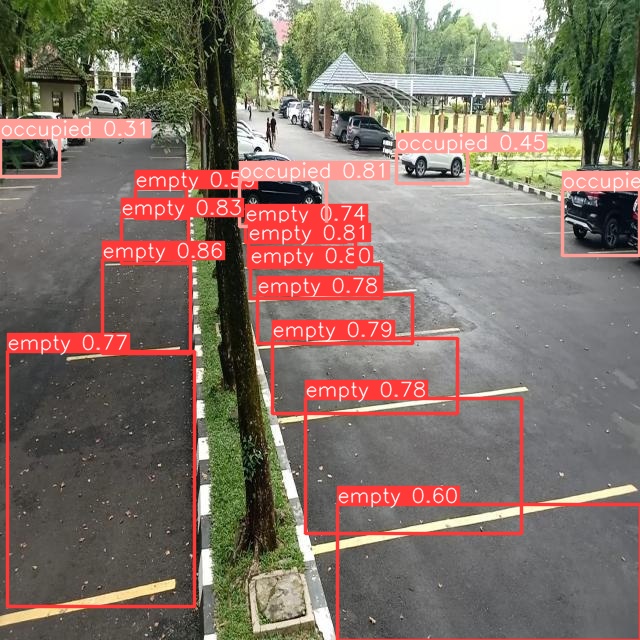 occupied 0.31
occupied 0.45
occupied 0.81
empty 0.5
occupie
empty 0.83
empty 0.74
empty 0.81
empty 0.86
empty 0.80
empty 0.78
empty 0.79
empty 0.77
empty 0.78
empty 0.60